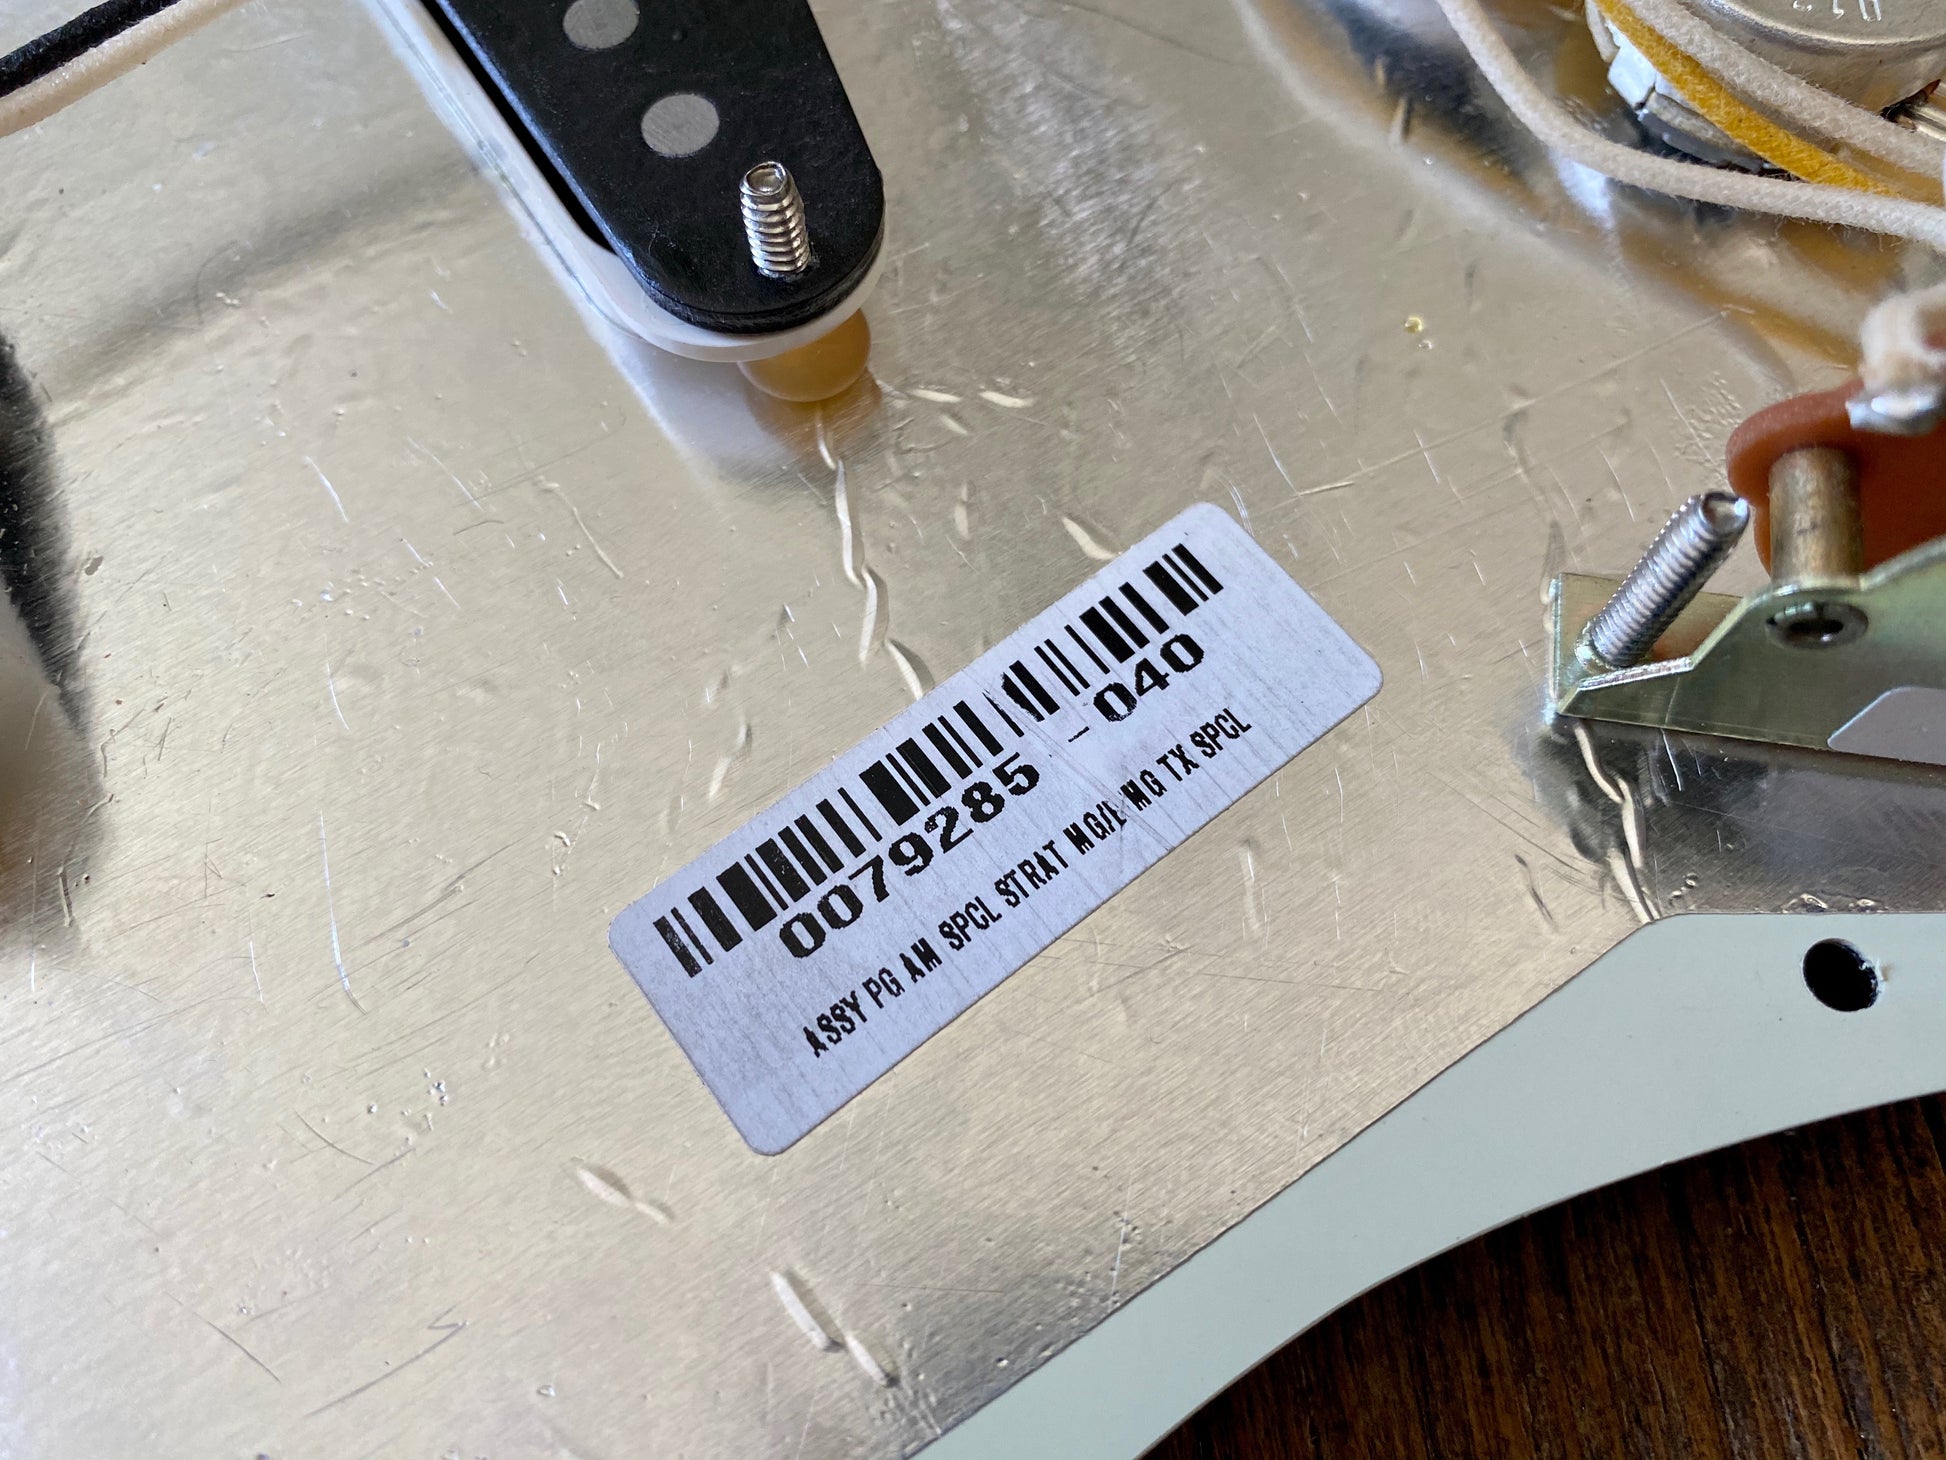 0079285-040
ASSY PG AM SPCL STRAT MG/L MG TX SPCL